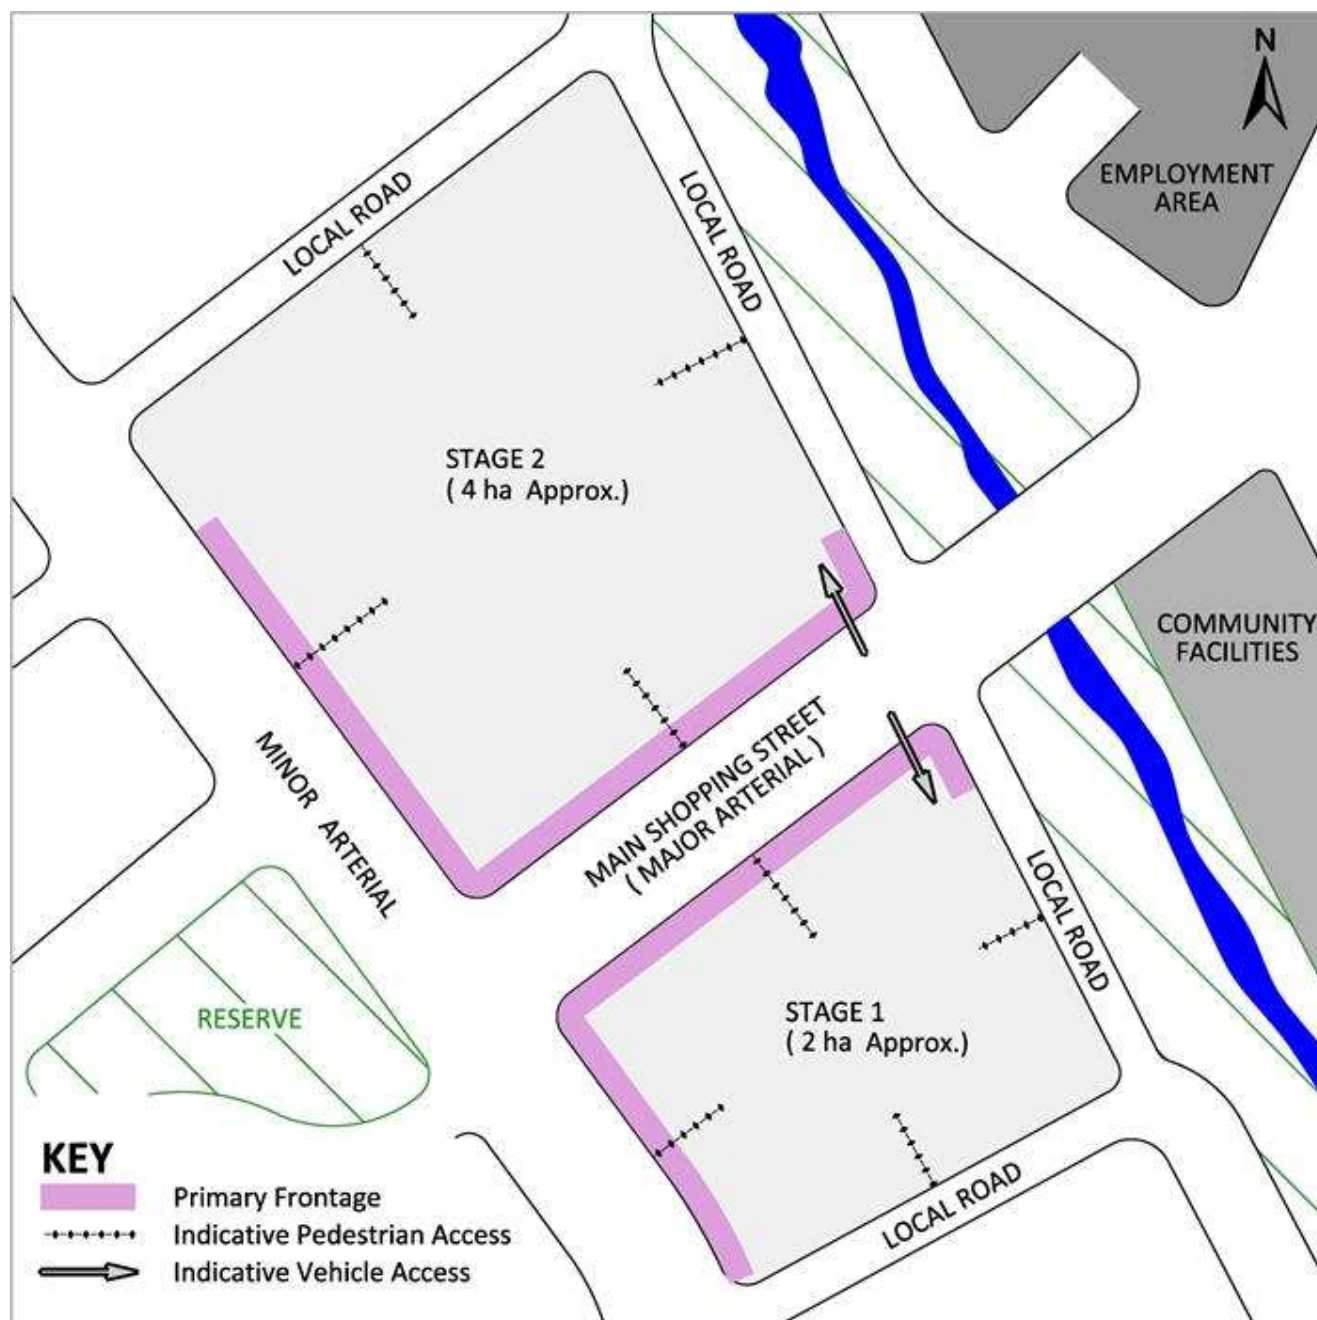 N
EMPLOYMENT
AREA
LOCAL ROAD
LOCAL ROAD
STAGE 2
( 4 ha Approx.)
COMMUNITY
FACILITIES
MAIN SHOPPING STREET
( MAJOR ARTERIAL )
MINOR ARTERIAL
LOCAL ROAD
STAGE 1
( 2 ha Approx.)
RESERVE
LOCAL ROAD
KEY
Primary Frontage
Indicative Pedestrian Access
Indicative Vehicle Access